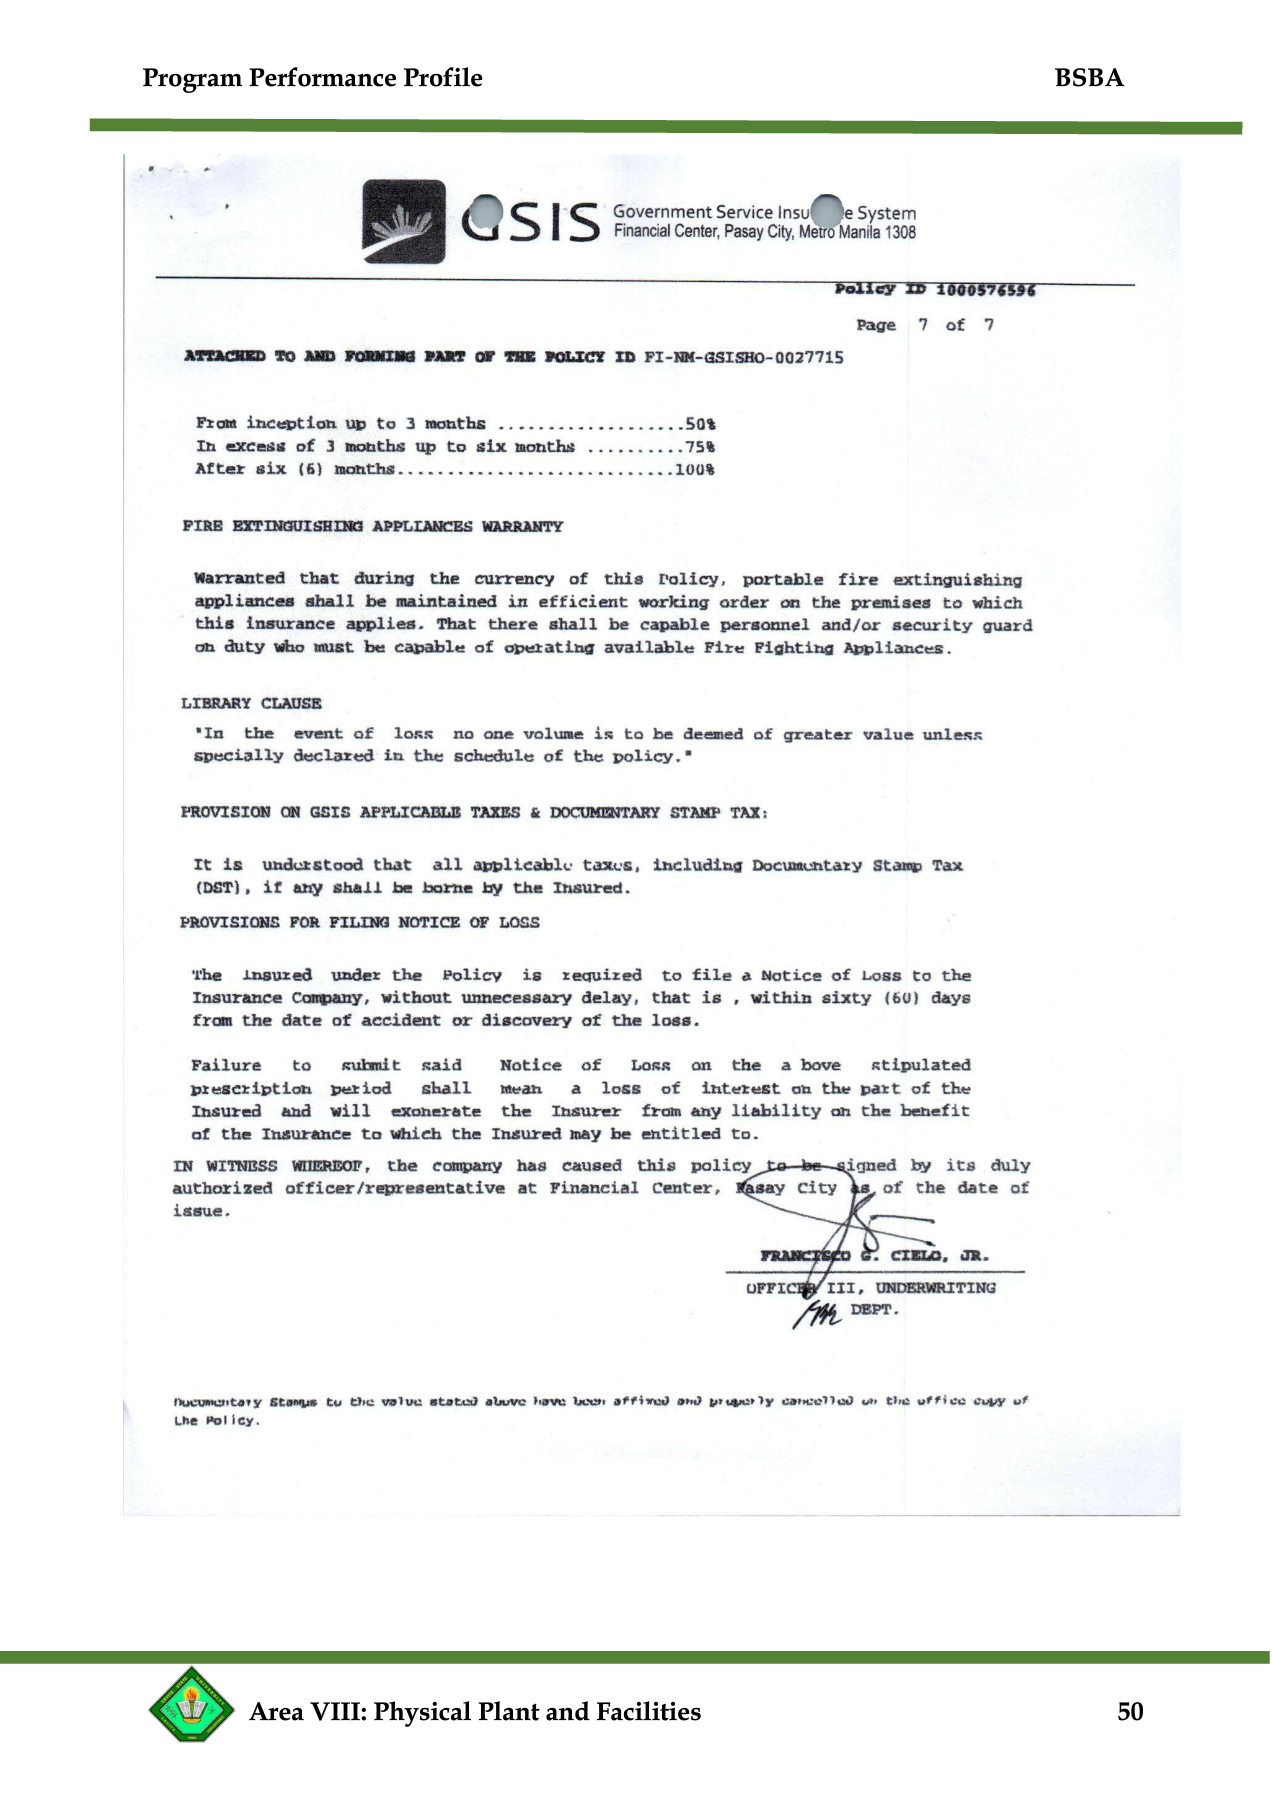 Program Performance Profile BSBA
GSIS Government Service Insu e System
Financial Center, Pasay City, Metro Manila 1308
Policy ID 1000576596
Page 7 of 7
ATTACHED TO AND FORMING PART OF THE POLICY ID FI-NM-GSISHO-0027715
From inception up to 3 months ...................50%
In excess of 3 months up to six months ..........75%
After six (6) months............................100%
FIRE EXTINGUISHING APPLIANCES WARRANTY
Warranted that during the currency of this Policy, portable fire extinguishing
appliances shall be maintained in efficient working order on the premises to which
this insurance applies. That there shall be capable personnel and/or security guard
on duty who must be capable of operating available Fire Fighting Appliances.
LIBRARY CLAUSE
"In the event of loss no one volume is to be deemed of greater value unless
specially declared in the schedule of the policy."
PROVISION ON GSIS APPLICABLE TAXES & DOCUMENTARY STAMP TAX:
It is understood that all applicable taxes, including Documentary Stamp Tax
(DST), if any shall be borne by the Insured.
PROVISIONS FOR FILING NOTICE OF LOSS
The Insured under the Policy is required to file a Notice of Loss to the
Insurance Company, without unnecessary delay, that is , within sixty (60) days
from the date of accident or discovery of the loss.
Failure to submit said Notice of Loss on the a bove stipulated
prescription period shall mean a loss of interest on the part of the
Insured and will exonerate the Insurer from any liability on the benefit
of the Insurance to which the Insured may be entitled to.
IN WITNESS WHEREOF, the company has caused this policy to be signed by its duly
authorized officer/representative at Financial Center, Pasay City as of the date of
issue.
FRANCISCO G. CIELO, JR.
OFFICER III, UNDERWRITING
DEPT.
Documentary Stamps to the value stated above have been affixed and properly cancelled on the office copy of
the Policy.
Area VIII: Physical Plant and Facilities 50